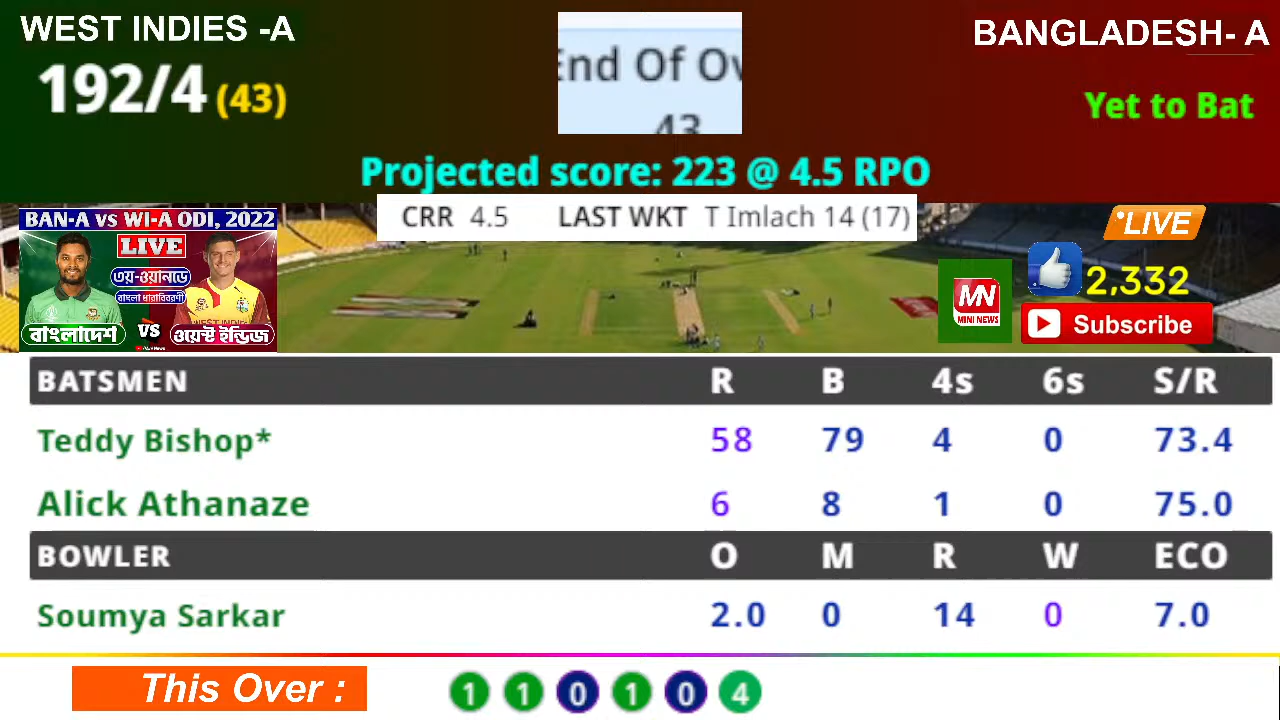 WEST INDIES -A
192/4 (43)
End Of Ov
43
BANGLADESH- A
Yet to Bat
Projected score: 223 @ 4.5 RPO
CRR 4.5 LAST WKT T Imlach 14 (17)
BAN-A vs WI-A ODI, 2022
LIVE
৩য়-ওয়ানডে
বাংলা ধারাবিবরণী
বাংলাদেশ vs ওয়েস্ট ইন্ডিজ
LIVE
2,332
MN
MINI NEWS
Subscribe
BATSMEN R B 4s 6s S/R
Teddy Bishop* 58 79 4 0 73.4
Alick Athanaze 6 8 1 0 75.0
BOWLER O M R W ECO
Soumya Sarkar 2.0 0 14 0 7.0
This Over : 1 1 0 1 0 4